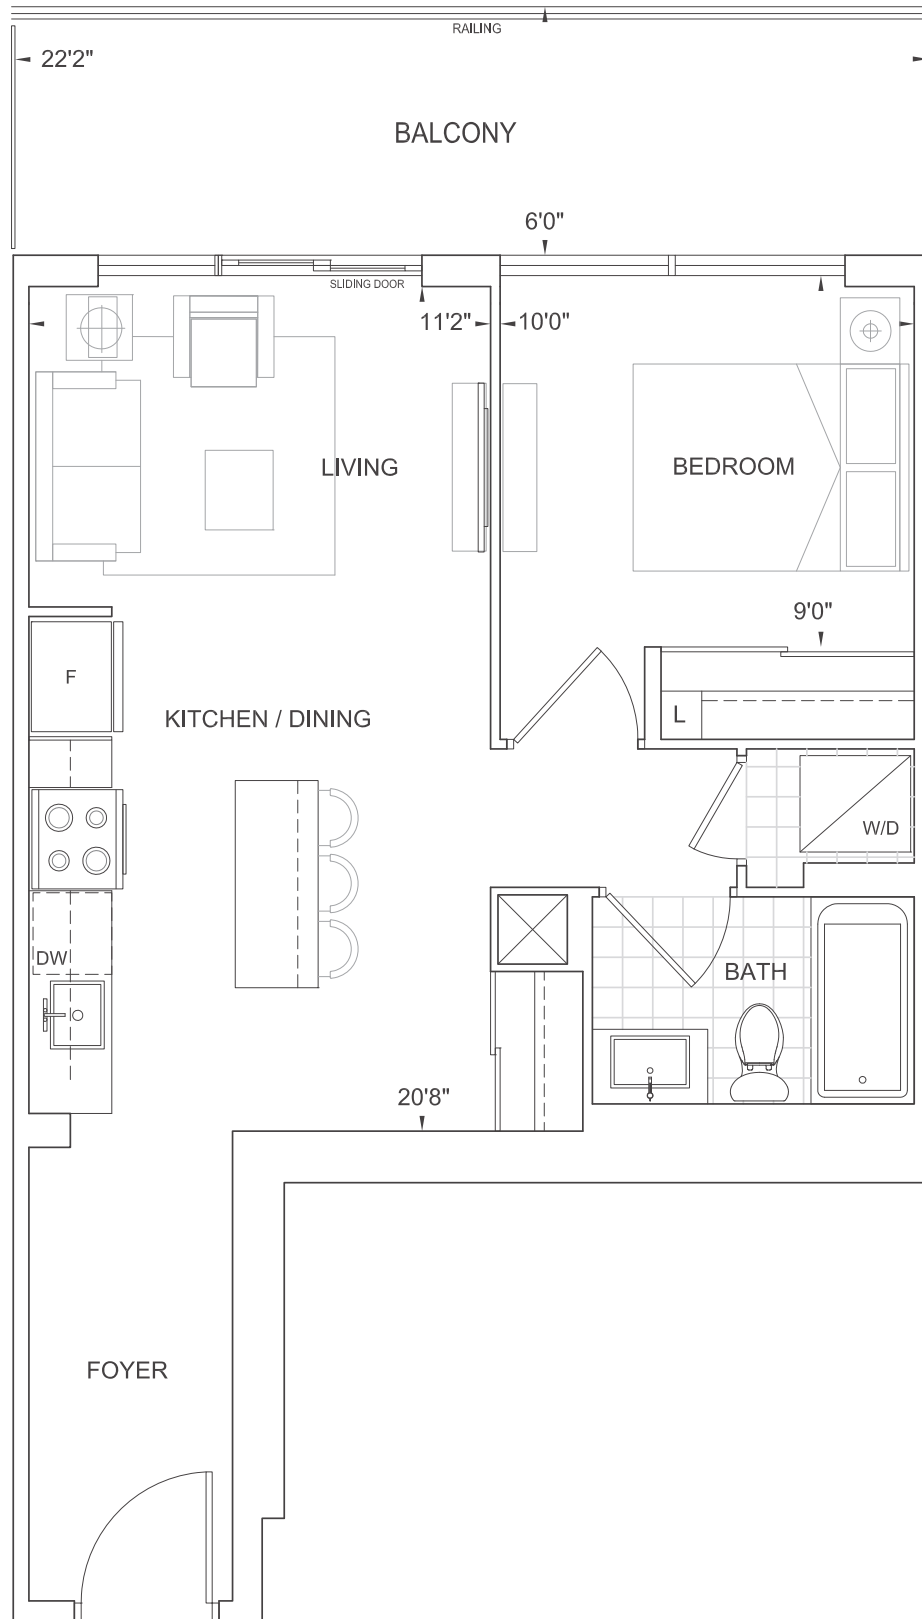 RAILING
22'2"
BALCONY
6'0"
SLIDING DOOR
11'2" 10'0"
LIVING
BEDROOM
9'0"
F
L
KITCHEN / DINING
W/D
DW
BATH
20'8"
FOYER